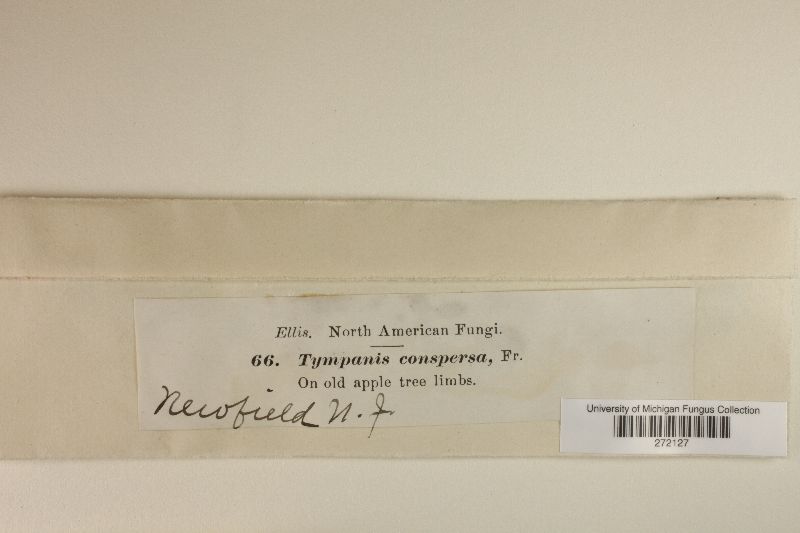 Ellis. North American Fungi.
66. Tympanis conspersa, Fr.
On old apple tree limbs.
Newfield N. J.
University of Michigan Fungus Collection
272127